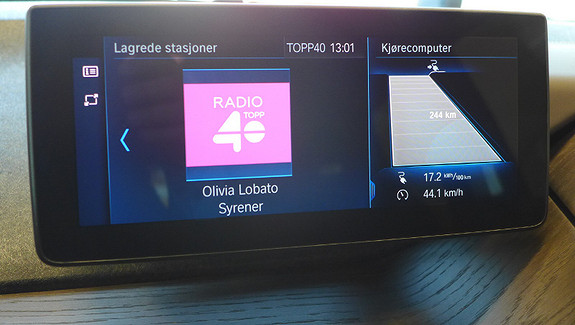 Lagrede stasjoner
TOPP40 13:01
RADIO
TOPP
40
Olivia Lobato
Syrener
Kjørecomputer
244 km
17.2 kWh/100 km
44.1 km/h